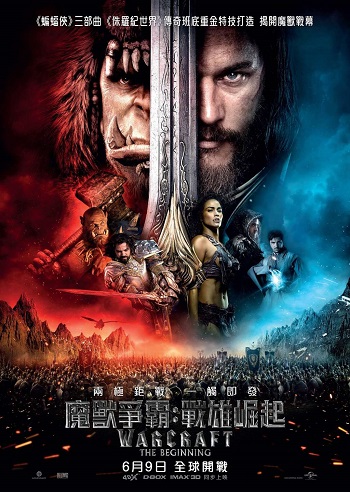 《蝙蝠俠》三部曲 《侏羅紀世界》傳奇班底重金特技打造 揭開魔獸戰幕
兩極距戰 一觸即發
魔獸爭霸:戰雄崛起
WARCRAFT
THE BEGINNING
6月9日 全球開戰
4DX D-BOX IMAX 3D 同步上映